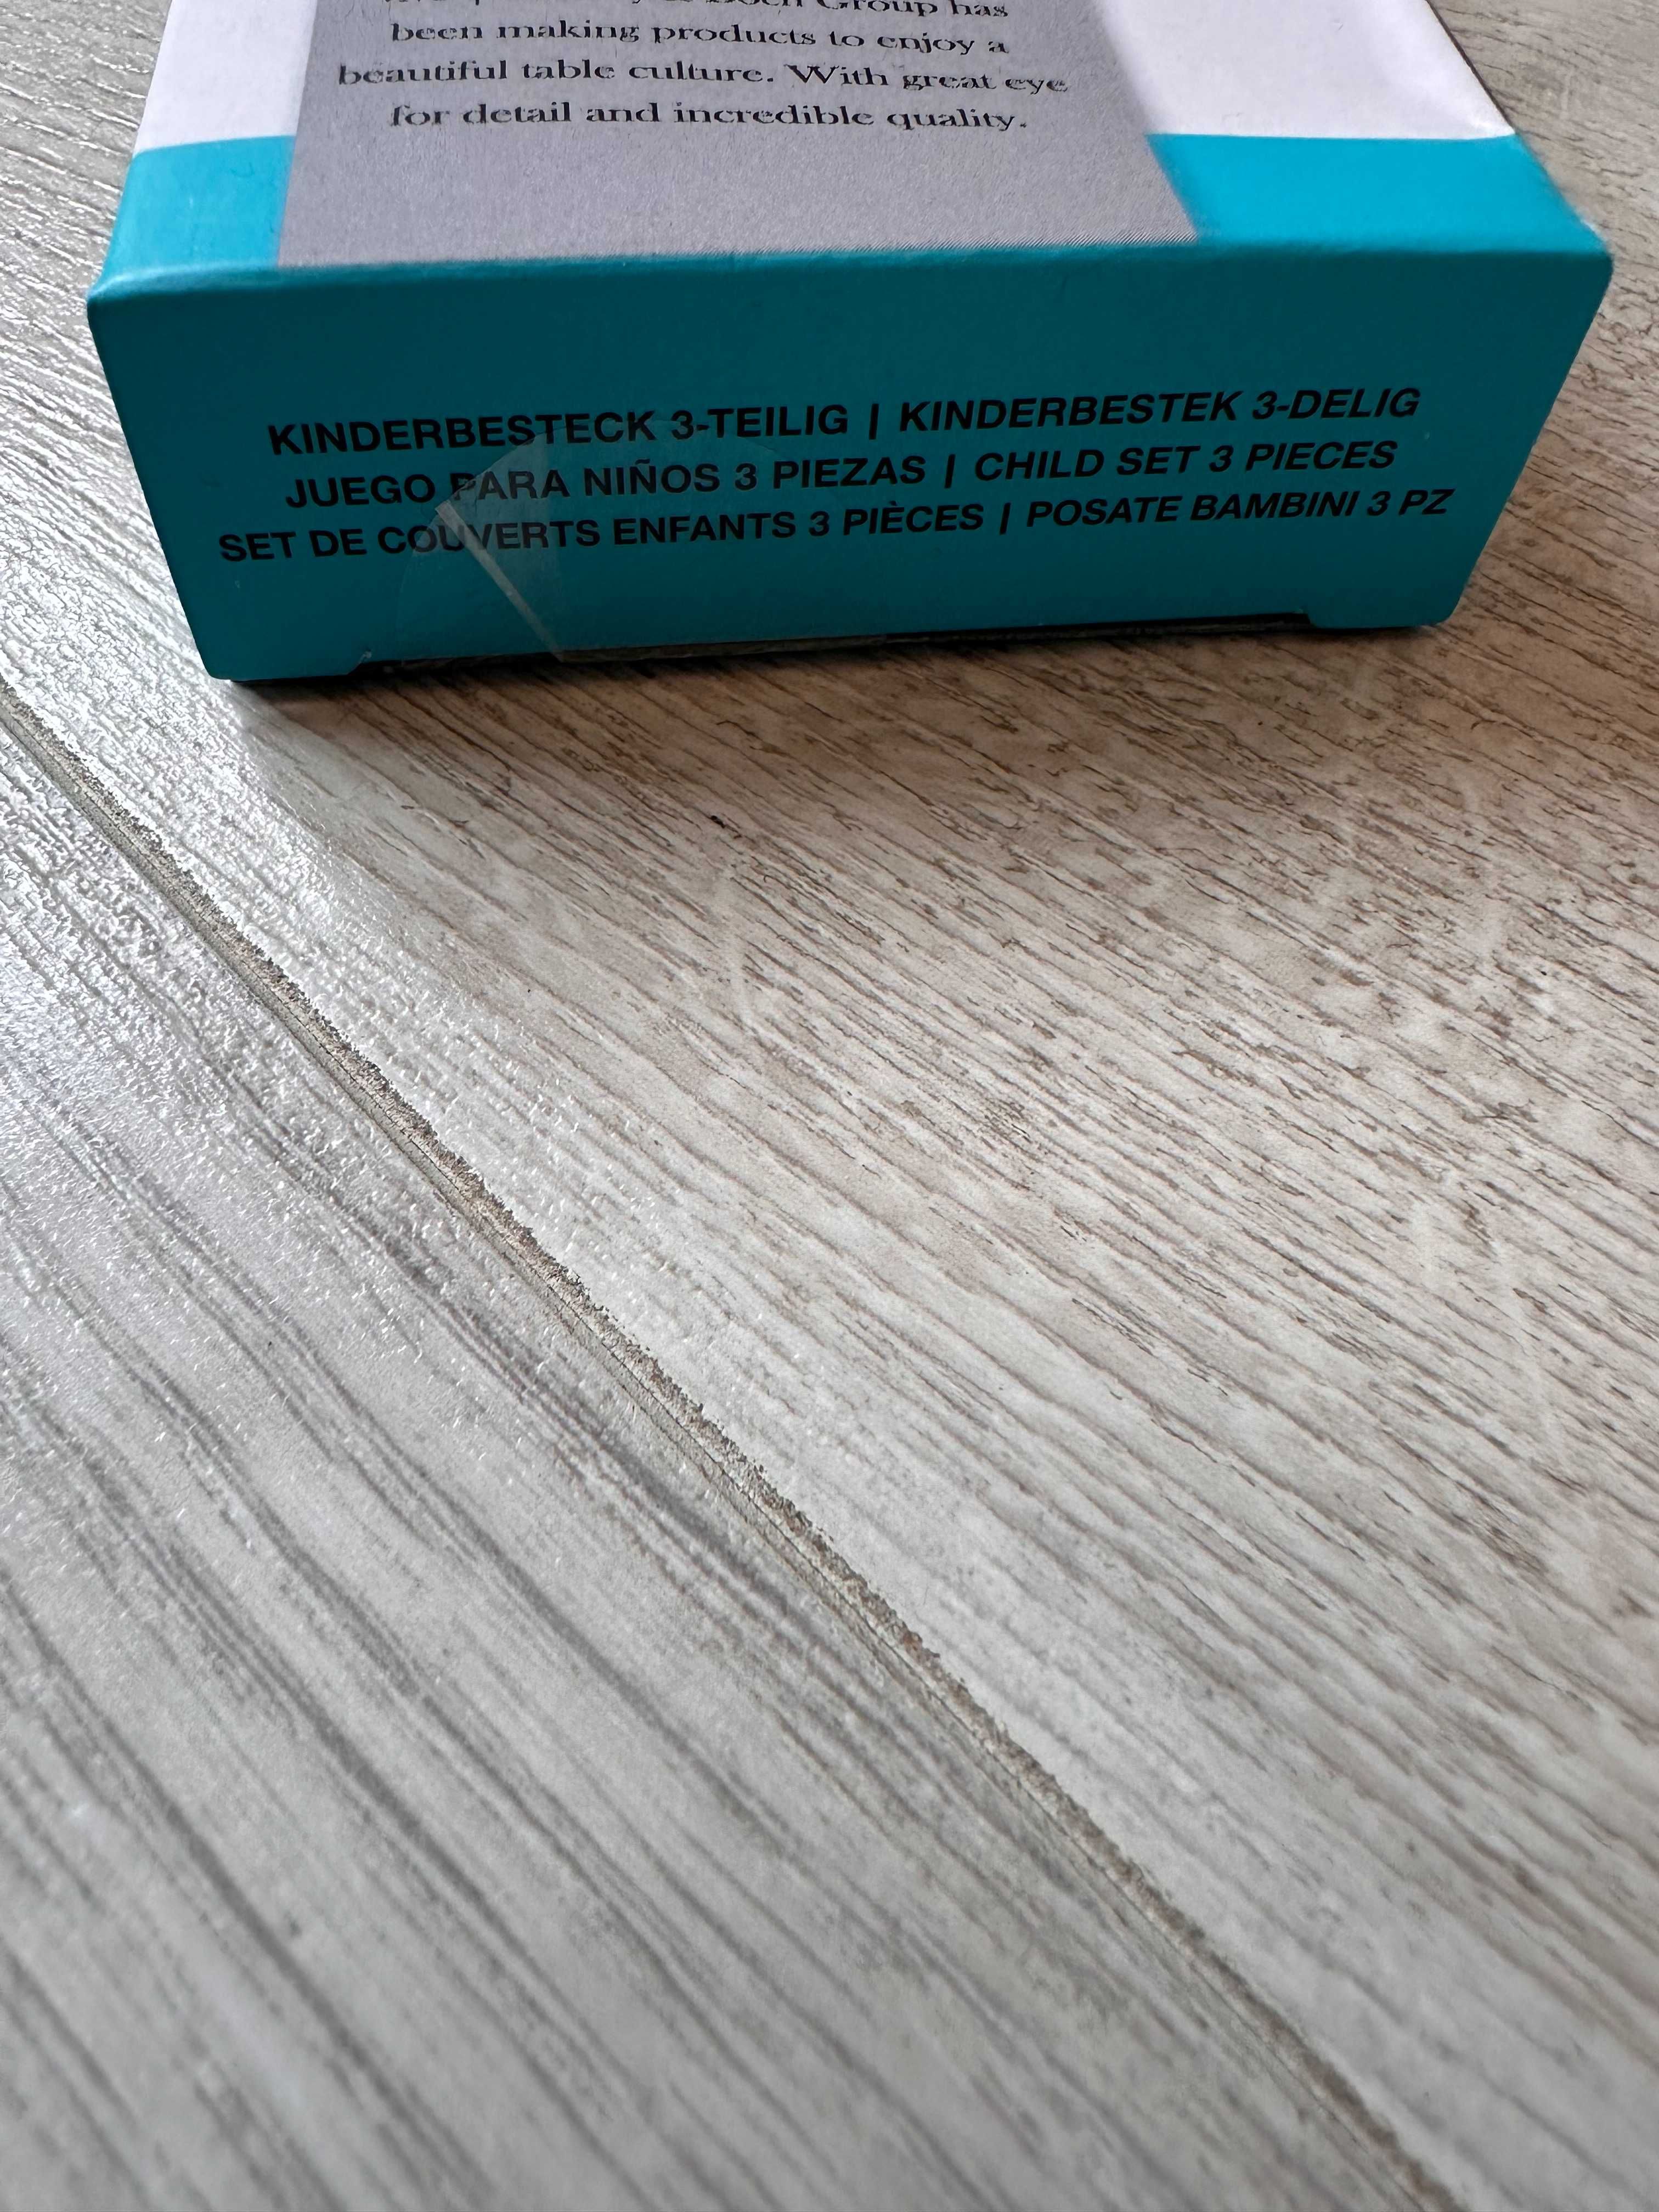 Group has
been making products to enjoy a
beautiful table culture. With great eye
for detail and incredible quality.
KINDERBESTECK 3-TEILIG | KINDERBESTEK 3-DELIG
JUEGO PARA NIÑOS 3 PIEZAS | CHILD SET 3 PIECES
SET DE COUVERTS ENFANTS 3 PIÈCES | POSATE BAMBINI 3 PZ